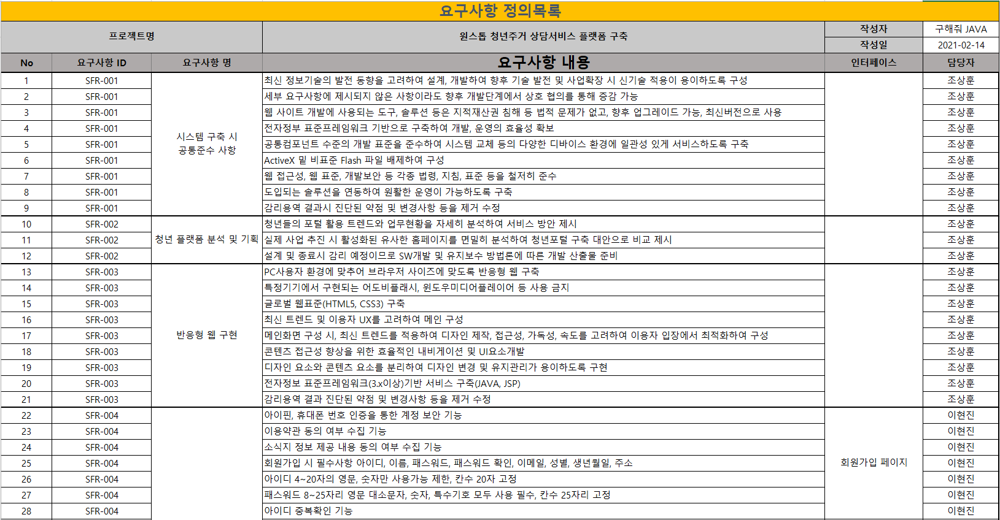 요구사항 정의목록
프로젝트명 원스톱 청년주거 상담서비스 플랫폼 구축 작성자 구해줘 JAVA
작성일 2021-02-14
No 요구사항 ID 요구사항 명 요구사항 내용 인터페이스 담당자
1 SFR-001 최신 정보기술의 발전 동향을 고려하여 설계, 개발하여 향후 기술 발전 및 사업확장 시 신기술 적용이 용이하도록 구성 조상훈
2 SFR-001 세부 요구사항에 제시되지 않은 사항이라도 향후 개발단계에서 상호 협의를 통해 증감 가능 조상훈
3 SFR-001 웹 사이트 개발에 사용되는 도구, 솔루션 등은 지적재산권 침해 등 법적 문제가 없고, 향후 업그레이드 가능, 최신버전으로 사용 조상훈
4 SFR-001 전자정부 표준프레임워크 기반으로 구축하여 개발, 운영의 효율성 확보 조상훈
시스템 구축 시
공통준수 사항
5 SFR-001 공통컴포넌트 수준의 개발 표준을 준수하여 시스템 교체 등의 다양한 디바이스 환경에 일관성 있게 서비스하도록 구축 조상훈
6 SFR-001 ActiveX 밑 비표준 Flash 파일 배제하여 구성 조상훈
7 SFR-001 웹 접근성, 웹 표준, 개발보안 등 각종 법령, 지침, 표준 등을 철저히 준수 조상훈
8 SFR-001 도입되는 솔루션을 연동하여 원활한 운영이 가능하도록 구축 조상훈
9 SFR-001 감리용역 결과시 진단된 약점 및 변경사항 등을 제거 수정 조상훈
10 SFR-002 청년들의 포털 활용 트렌드와 업무현황을 자세히 분석하여 서비스 방안 제시 조상훈
11 SFR-002 청년 플랫폼 분석 및 기획 실제 사업 추진 시 활성화된 유사한 홈페이지를 면밀히 분석하여 청년포털 구축 대안으로 비교 제시 조상훈
12 SFR-002 설계 및 종료시 감리 예정이므로 SW개발 및 유지보수 방법론에 따른 개발 산출물 준비 조상훈
13 SFR-003 PC사용자 환경에 맞추어 브라우저 사이즈에 맞도록 반응형 웹 구축 조상훈
14 SFR-003 특정기기에서 구현되는 어도비플래시, 윈도우미디어플레이어 등 사용 금지 조상훈
15 SFR-003 글로벌 웹표준(HTML5, CSS3) 구축 조상훈
16 SFR-003 최신 트렌드 및 이용자 UX를 고려하여 메인 구성 조상훈
17 SFR-003 반응형 웹 구현 메인화면 구성 시, 최신 트렌드를 적용하여 디자인 제작, 접근성, 가독성, 속도를 고려하여 이용자 입장에서 최적화하여 구성 조상훈
18 SFR-003 콘텐츠 접근성 향상을 위한 효율적인 내비게이션 및 UI요소개발 조상훈
19 SFR-003 디자인 요소와 콘텐츠 요소를 분리하여 디자인 변경 및 유지관리가 용이하도록 구현 조상훈
20 SFR-003 전자정보 표준프레임워크(3.x이상)기반 서비스 구축(JAVA, JSP) 조상훈
21 SFR-003 감리용역 결과 진단된 약점 및 변경사항 등을 제거 수정 조상훈
22 SFR-004 아이핀, 휴대폰 번호 인증을 통한 계정 보안 기능 이현진
23 SFR-004 이용약관 동의 여부 수집 기능 이현진
24 SFR-004 소식지 정보 제공 내용 동의 여부 수집 기능 이현진
25 SFR-004 회원가입 시 필수사항 아이디, 이름, 패스워드, 패스워드 확인, 이메일, 성별, 생년월일, 주소 회원가입 페이지 이현진
26 SFR-004 아이디 4~20자의 영문, 숫자만 사용가능 제한, 칸수 20자 고정 이현진
27 SFR-004 패스워드 8~25자리 영문 대소문자, 숫자, 특수기호 모두 사용 필수, 칸수 25자리 고정 이현진
28 SFR-004 아이디 중복확인 기능 이현진